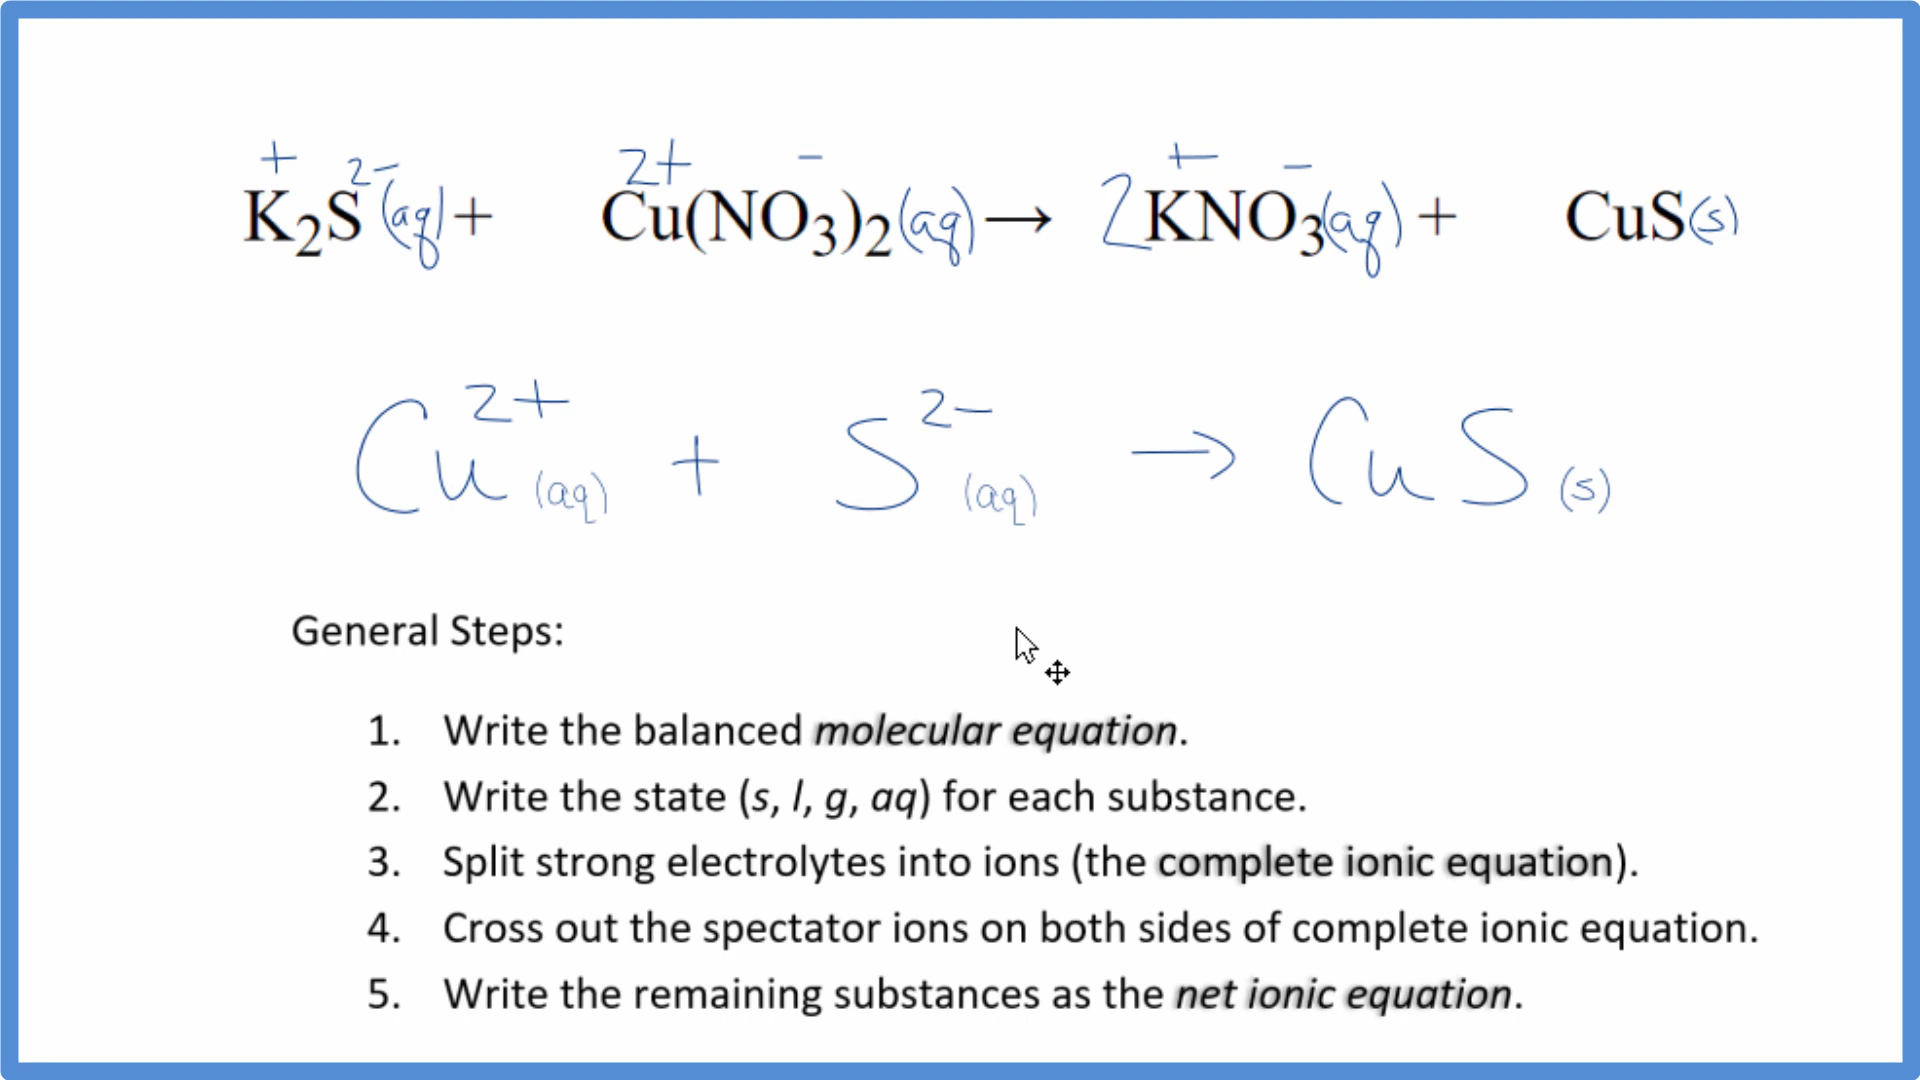 K₂S(aq) + Cu(NO₃)₂(aq) → 2KNO₃(aq) + CuS(s)
+ 2- 2+ - + -
Cu²⁺(aq) + S²⁻(aq) → CuS(s)
General Steps:
1. Write the balanced molecular equation.
2. Write the state (s, l, g, aq) for each substance.
3. Split strong electrolytes into ions (the complete ionic equation).
4. Cross out the spectator ions on both sides of complete ionic equation.
5. Write the remaining substances as the net ionic equation.